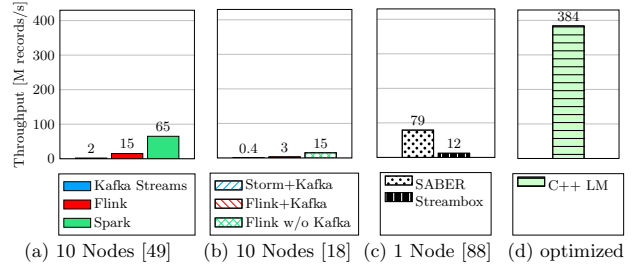 Throughput [M records/s]
400
300
200
100
0
2
15
65
0.4
3
15
79
12
384
Kafka Streams
Flink
Spark
Storm+Kafka
Flink+Kafka
Flink w/o Kafka
SABER
Streambox
C++ LM
(a) 10 Nodes [49]
(b) 10 Nodes [18]
(c) 1 Node [88]
(d) optimized